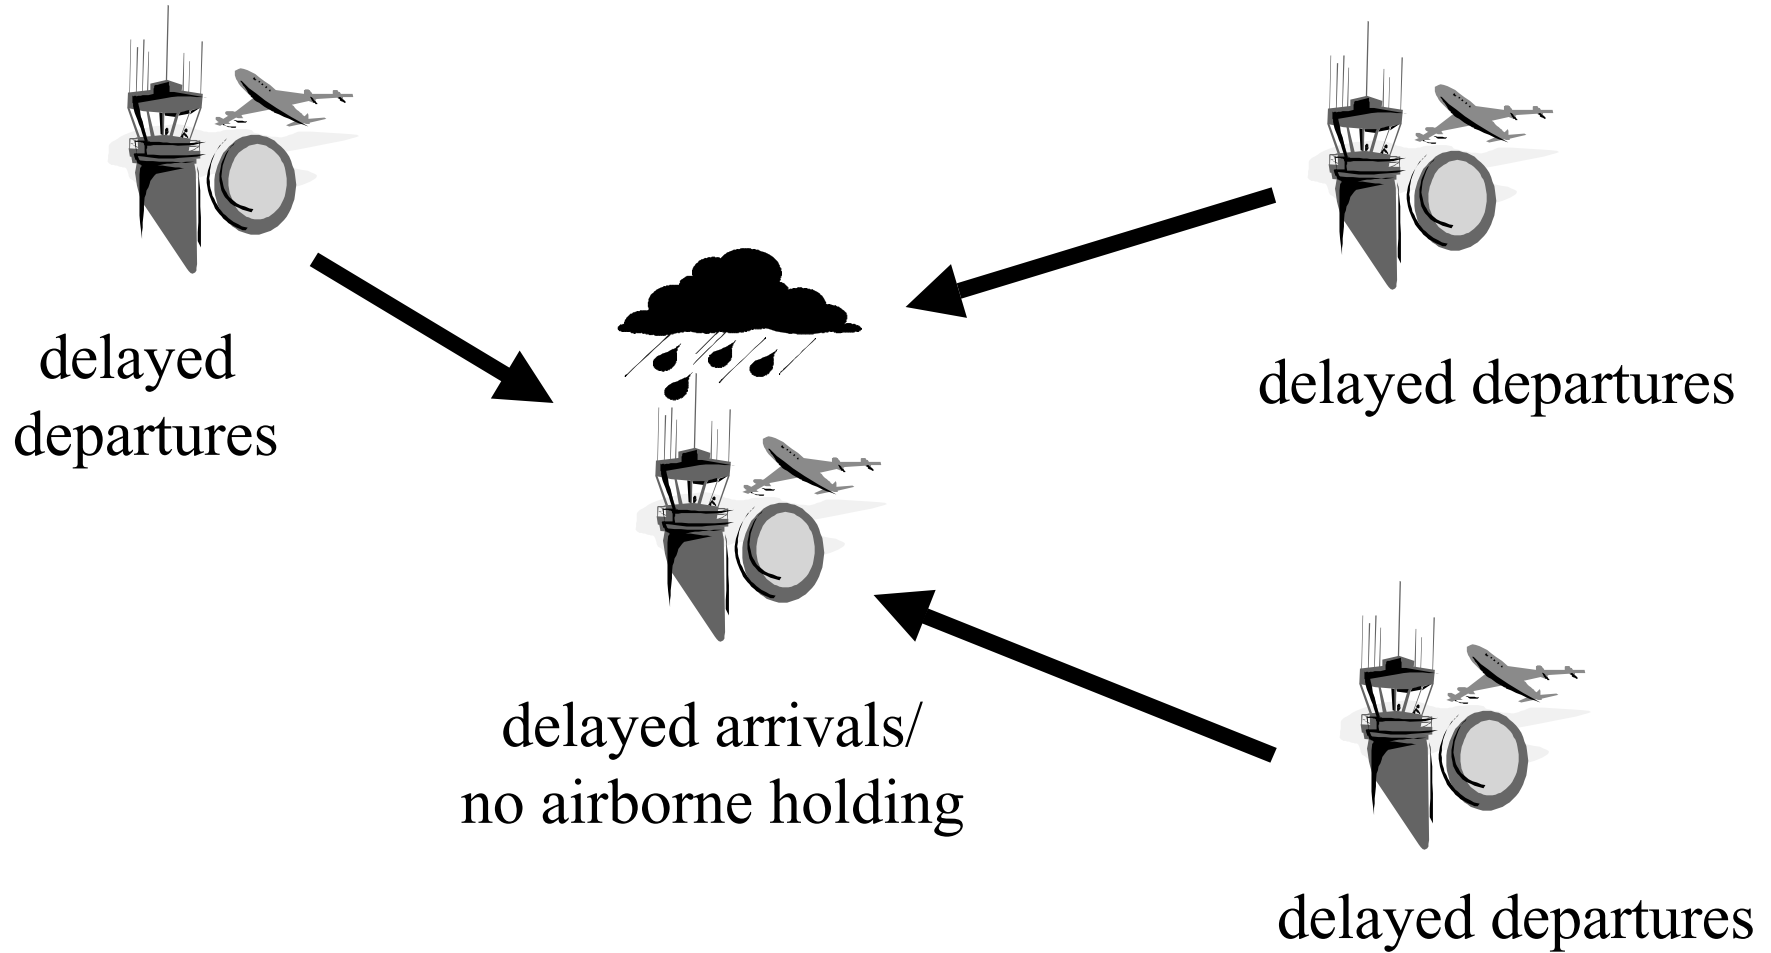 delayed
departures
delayed departures
delayed arrivals/
no airborne holding
delayed departures